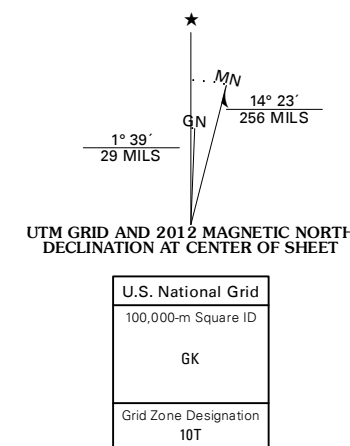 ★
MN
GN
14° 23´
256 MILS
1° 39´
29 MILS
UTM GRID AND 2012 MAGNETIC NORTH
DECLINATION AT CENTER OF SHEET
U.S. National Grid
100,000-m Square ID
GK
Grid Zone Designation
10T